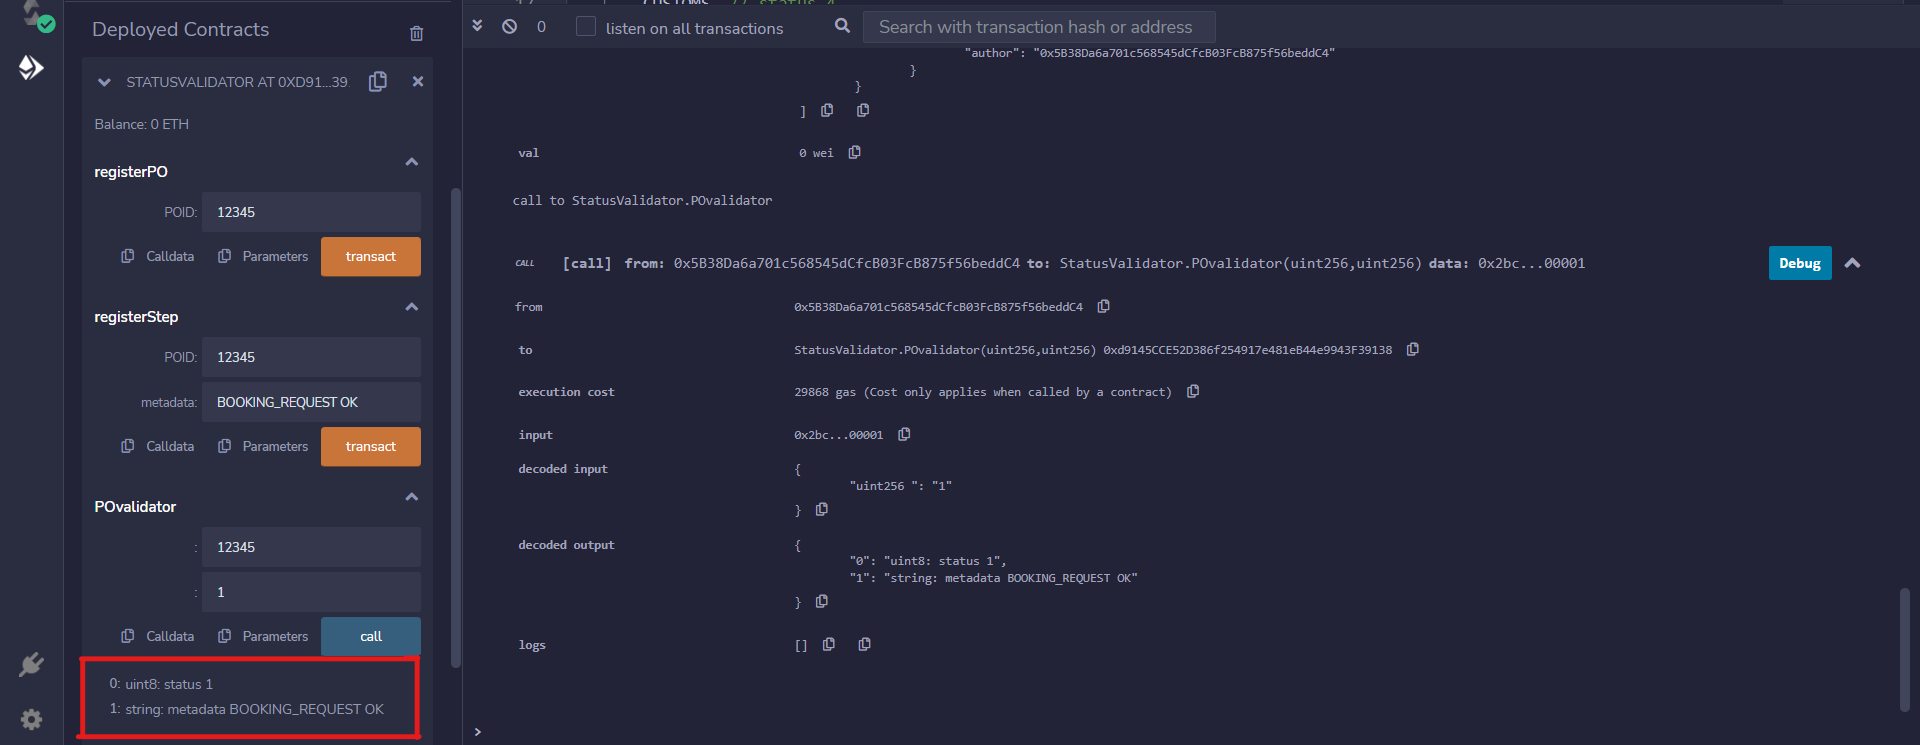 Deployed Contracts
STATUSVALIDATOR AT 0XD91...39
Balance: 0 ETH
registerPO
POID: 12345
Calldata Parameters transact
registerStep
POID: 12345
metadata: BOOKING_REQUEST OK
Calldata Parameters transact
POvalidator
: 12345
: 1
Calldata Parameters call
0: uint8: status 1
1: string: metadata BOOKING_REQUEST OK
17 CUSTOMS, // status 4
0 listen on all transactions Search with transaction hash or address
"author": "0x5B38Da6a701c568545dCfcB03FcB875f56beddC4"
}
}
]
val 0 wei
call to StatusValidator.POvalidator
CALL [call] from: 0x5B38Da6a701c568545dCfcB03FcB875f56beddC4 to: StatusValidator.POvalidator(uint256,uint256) data: 0x2bc...00001 Debug
from 0x5B38Da6a701c568545dCfcB03FcB875f56beddC4
to StatusValidator.POvalidator(uint256,uint256) 0xd9145CCE52D386f254917e481eB44e9943F39138
execution cost 29868 gas (Cost only applies when called by a contract)
input 0x2bc...00001
decoded input {
"uint256 ": "1"
}
decoded output {
"0": "uint8: status 1",
"1": "string: metadata BOOKING_REQUEST OK"
}
logs []
>